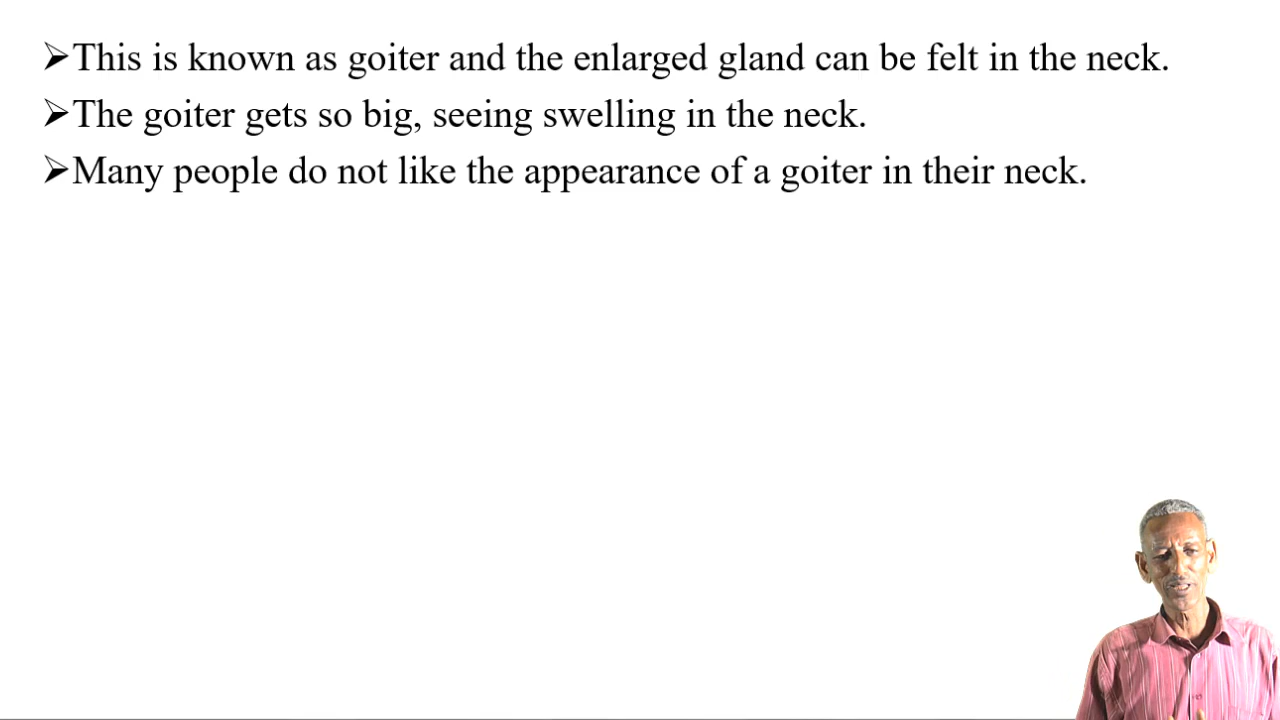 ➢This is known as goiter and the enlarged gland can be felt in the neck.
➢The goiter gets so big, seeing swelling in the neck.
➢Many people do not like the appearance of a goiter in their neck.